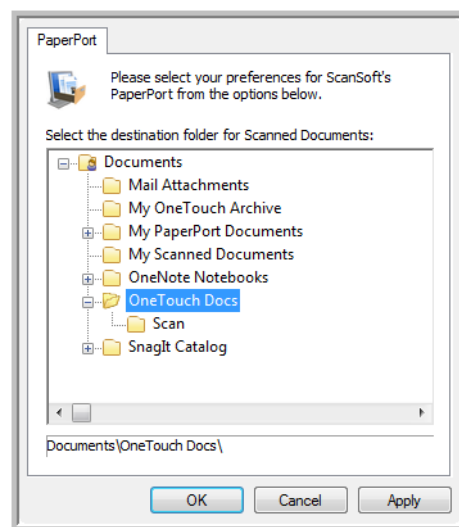 PaperPort
Please select your preferences for ScanSoft's
PaperPort from the options below.
Select the destination folder for Scanned Documents:
Documents
Mail Attachments
My OneTouch Archive
My PaperPort Documents
My Scanned Documents
OneNote Notebooks
OneTouch Docs
Scan
SnagIt Catalog
Documents\OneTouch Docs\
OK Cancel Apply